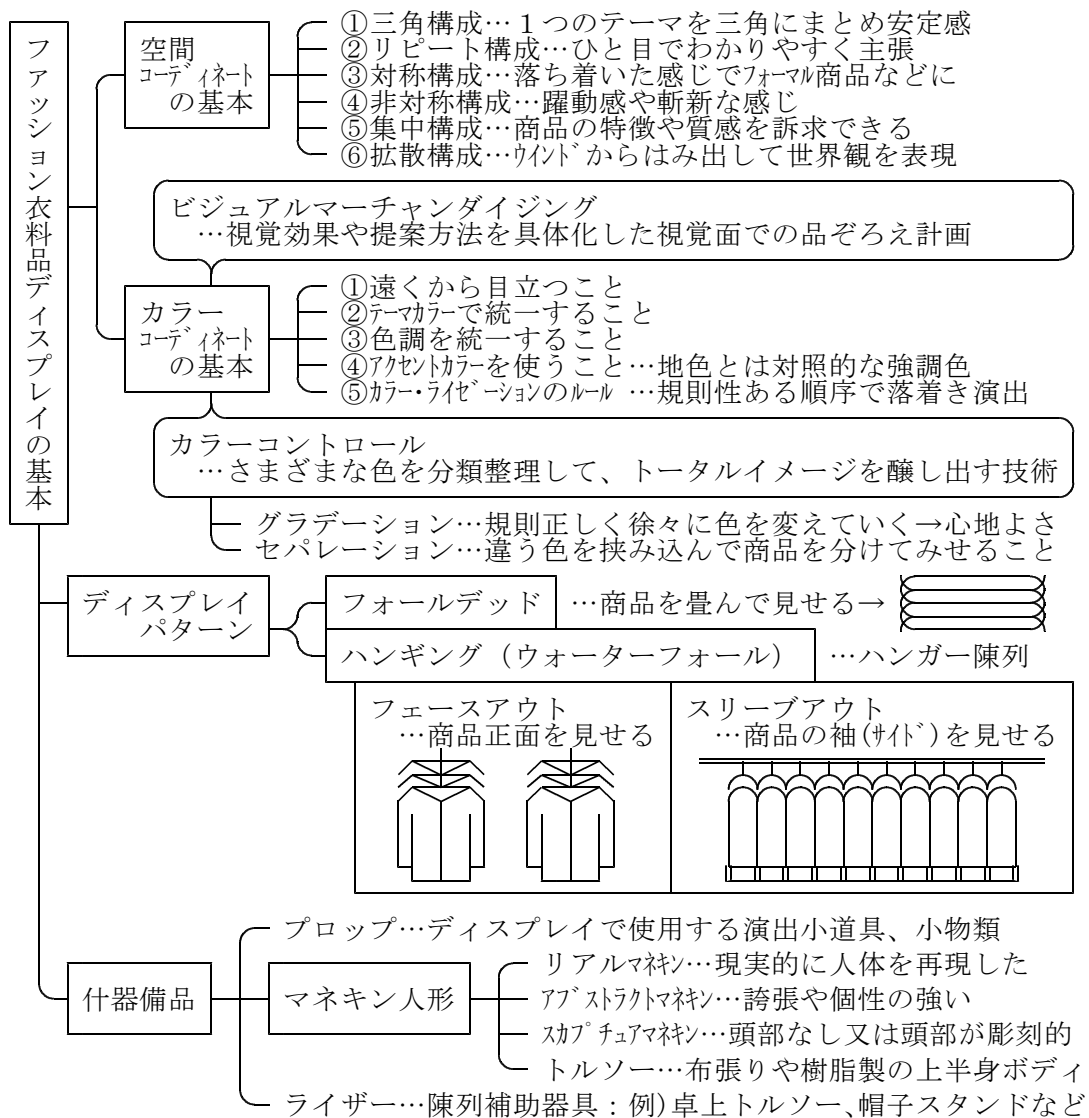 ファッション衣料品ディスプレイの基本
空間
コーディネート
の基本
①三角構成…１つのテーマを三角にまとめ安定感
②リピート構成…ひと目でわかりやすく主張
③対称構成…落ち着いた感じでフォーマル商品などに
④非対称構成…躍動感や斬新な感じ
⑤集中構成…商品の特徴や質感を訴求できる
⑥拡散構成…ウインドからはみ出して世界観を表現
ビジュアルマーチャンダイジング
…視覚効果や提案方法を具体化した視覚面での品ぞろえ計画
カラー
コーディネート
の基本
①遠くから目立つこと
②テーマカラーで統一すること
③色調を統一すること
④アクセントカラーを使うこと…地色とは対照的な強調色
⑤カラー・ライゼーションのルール …規則性ある順序で落着き演出
カラーコントロール
…さまざまな色を分類整理して、トータルイメージを醸し出す技術
グラデーション…規則正しく徐々に色を変えていく→心地よさ
セパレーション…違う色を挟み込んで商品を分けてみせること
ディスプレイ
パターン
フォールデッド …商品を畳んで見せる→
ハンギング（ウォーターフォール） …ハンガー陳列
フェースアウト
…商品正面を見せる
スリーブアウト
…商品の袖(サイド)を見せる
什器備品
プロップ…ディスプレイで使用する演出小道具、小物類
マネキン人形
リアルマネキン…現実的に人体を再現した
アブストラクトマネキン…誇張や個性の強い
スカプチュアマネキン…頭部なし又は頭部が彫刻的
トルソー…布張りや樹脂製の上半身ボディ
ライザー…陳列補助器具：例)卓上トルソー、帽子スタンドなど